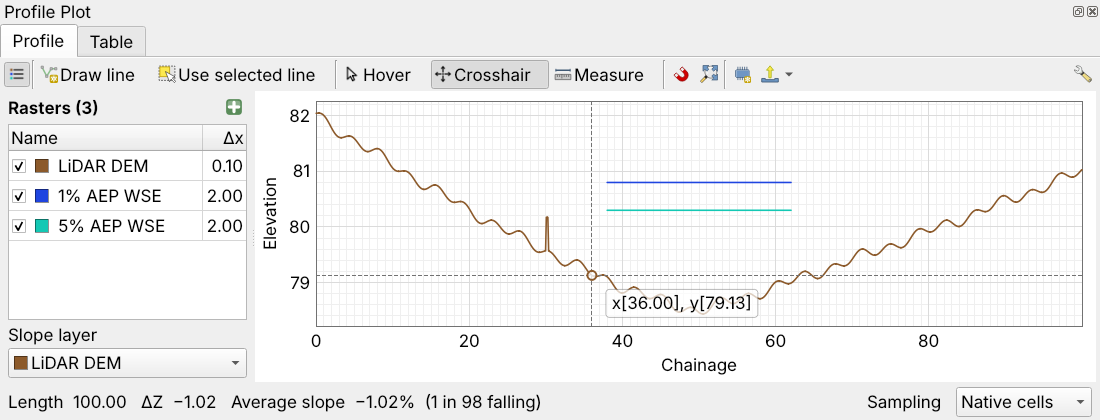 Profile Plot
Profile Table
Draw line Use selected line Hover Crosshair Measure
Rasters (3)
Name Δx
LiDAR DEM 0.10
1% AEP WSE 2.00
5% AEP WSE 2.00
Slope layer
LiDAR DEM
Elevation
82
81
80
79
x[36.00], y[79.13]
0 20 40 60 80
Chainage
Length 100.00 ΔZ −1.02 Average slope −1.02% (1 in 98 falling) Sampling Native cells